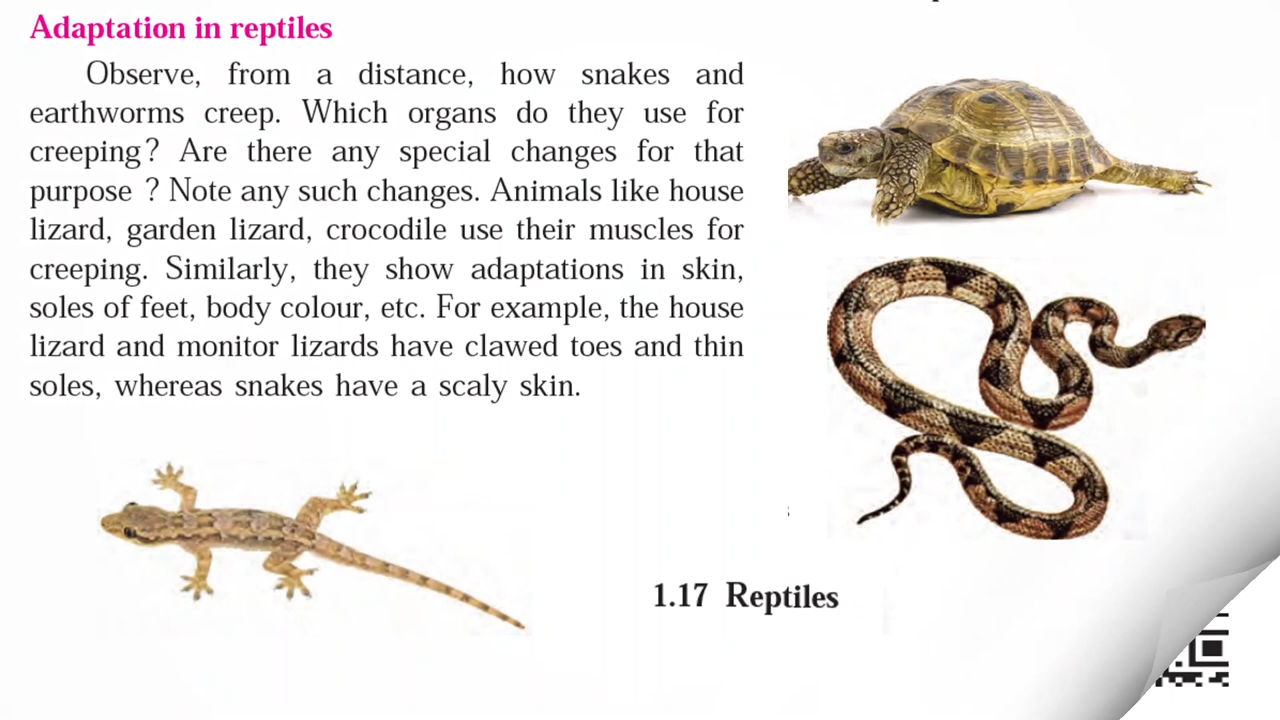 Adaptation in reptiles
Observe, from a distance, how snakes and
earthworms creep. Which organs do they use for
creeping? Are there any special changes for that
purpose ? Note any such changes. Animals like house
lizard, garden lizard, crocodile use their muscles for
creeping. Similarly, they show adaptations in skin,
soles of feet, body colour, etc. For example, the house
lizard and monitor lizards have clawed toes and thin
soles, whereas snakes have a scaly skin.
1.17 Reptiles